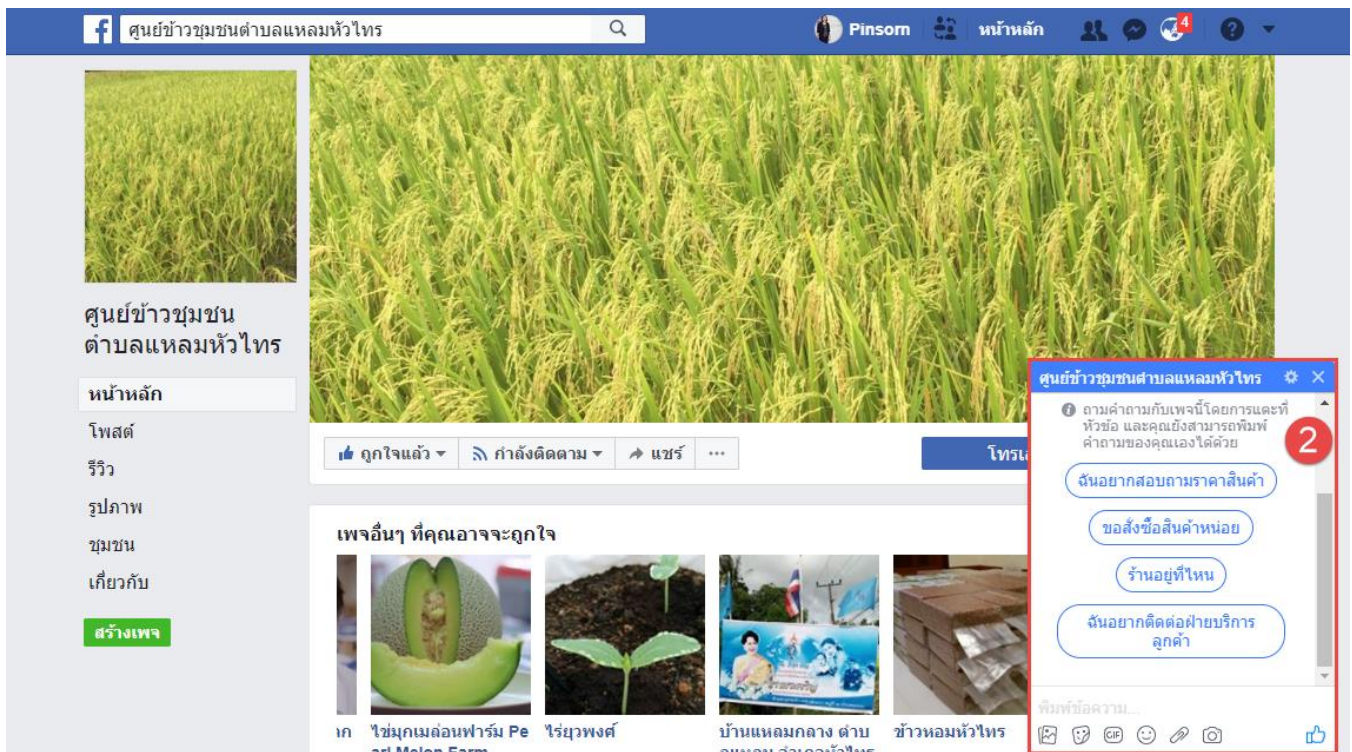 ศูนย์ข้าวชุมชนตำบลแหลมหัวไทร
Pinsorn
หน้าหลัก
4
ศูนย์ข้าวชุมชน
ตำบลแหลมหัวไทร
หน้าหลัก
โพสต์
รีวิว
รูปภาพ
ชุมชน
เกี่ยวกับ
สร้างเพจ
ถูกใจแล้ว
กำลังติดตาม
แชร์
เพจอื่นๆ ที่คุณอาจจะถูกใจ
ไข่มุกเมล่อนฟาร์ม Pe
arl Melon Farm
ไร่ยุวพงศ์
บ้านแหลมกลาง ตำบ
ข้าวหอมหัวไทร
ศูนย์ข้าวชุมชนตำบลแหลมหัวไทร
ถามคำถามกับเพจนี้โดยการแตะที่
หัวข้อ และคุณยังสามารถพิมพ์
คำถามของคุณเองได้ด้วย
2
ฉันอยากสอบถามราคาสินค้า
ขอสั่งซื้อสินค้าหน่อย
ร้านอยู่ที่ไหน
ฉันอยากติดต่อฝ่ายบริการ
ลูกค้า
พิมพ์ข้อความ...
GIF